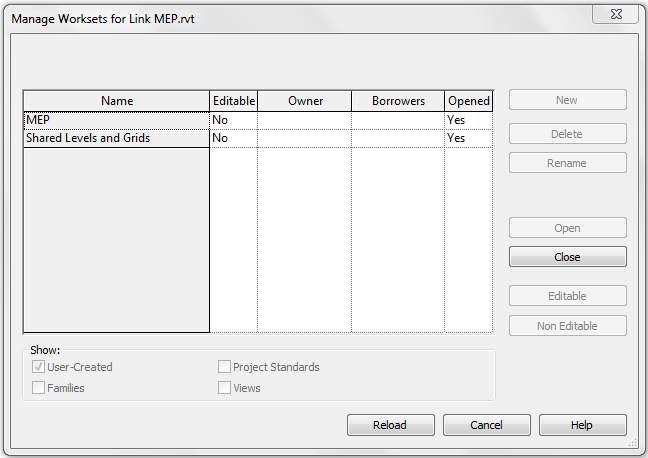 Manage Worksets for Link MEP.rvt
Name Editable Owner Borrowers Opened
MEP No Yes
Shared Levels and Grids No Yes
New
Delete
Rename
Open
Close
Editable
Non Editable
Show:
User-Created Project Standards
Families Views
Reload Cancel Help